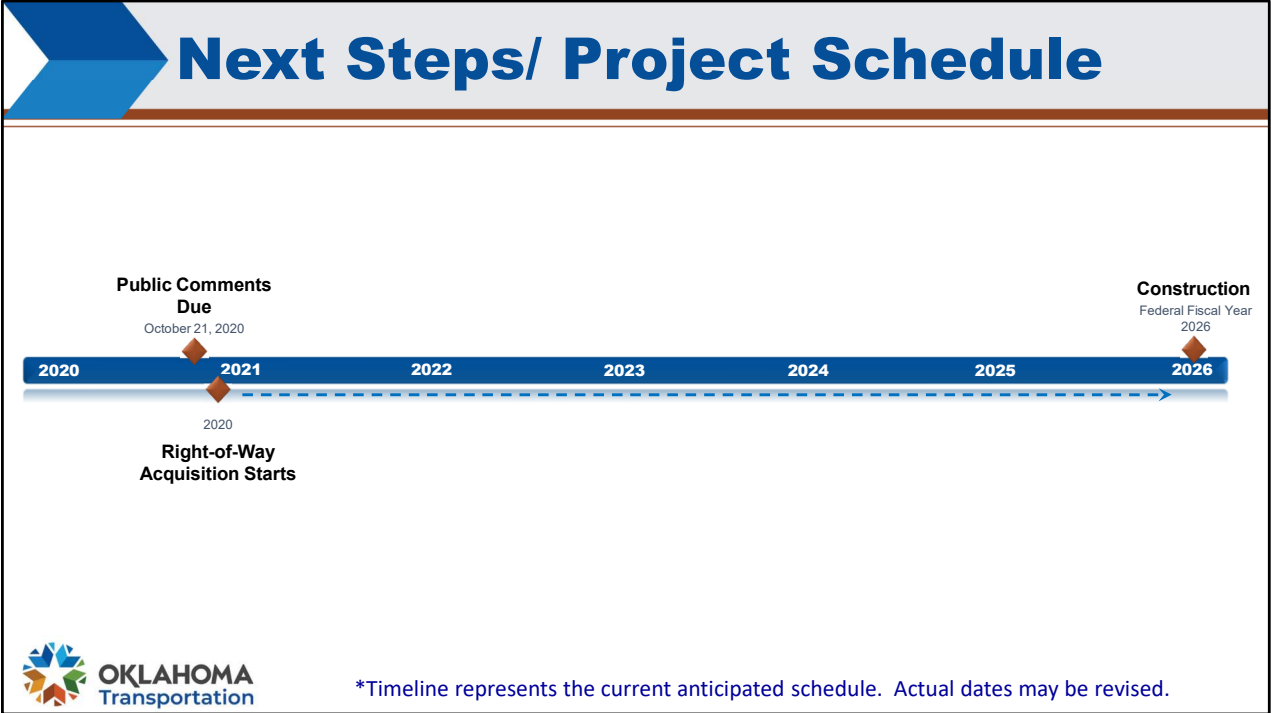 Next Steps/ Project Schedule
Public Comments
Due
October 21, 2020
Construction
Federal Fiscal Year
2026
2020 2021 2022 2023 2024 2025 2026
2020
Right-of-Way
Acquisition Starts
OKLAHOMA
Transportation
*Timeline represents the current anticipated schedule.  Actual dates may be revised.